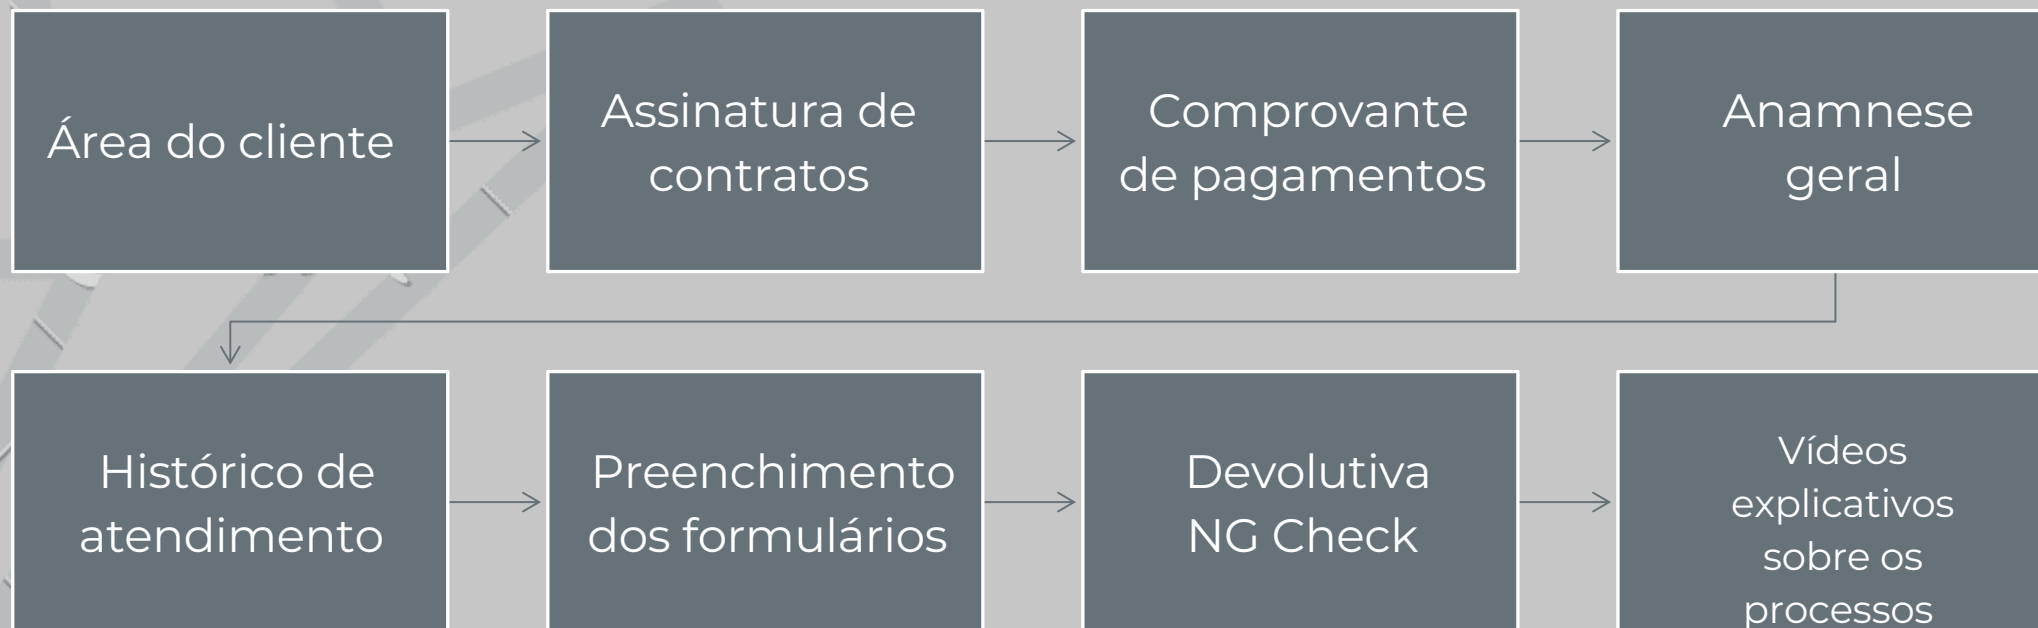 Área do cliente
Assinatura de
contratos
Comprovante
de pagamentos
Anamnese
geral
Histórico de
atendimento
Preenchimento
dos formulários
Devolutiva
NG Check
Vídeos
explicativos
sobre os
processos